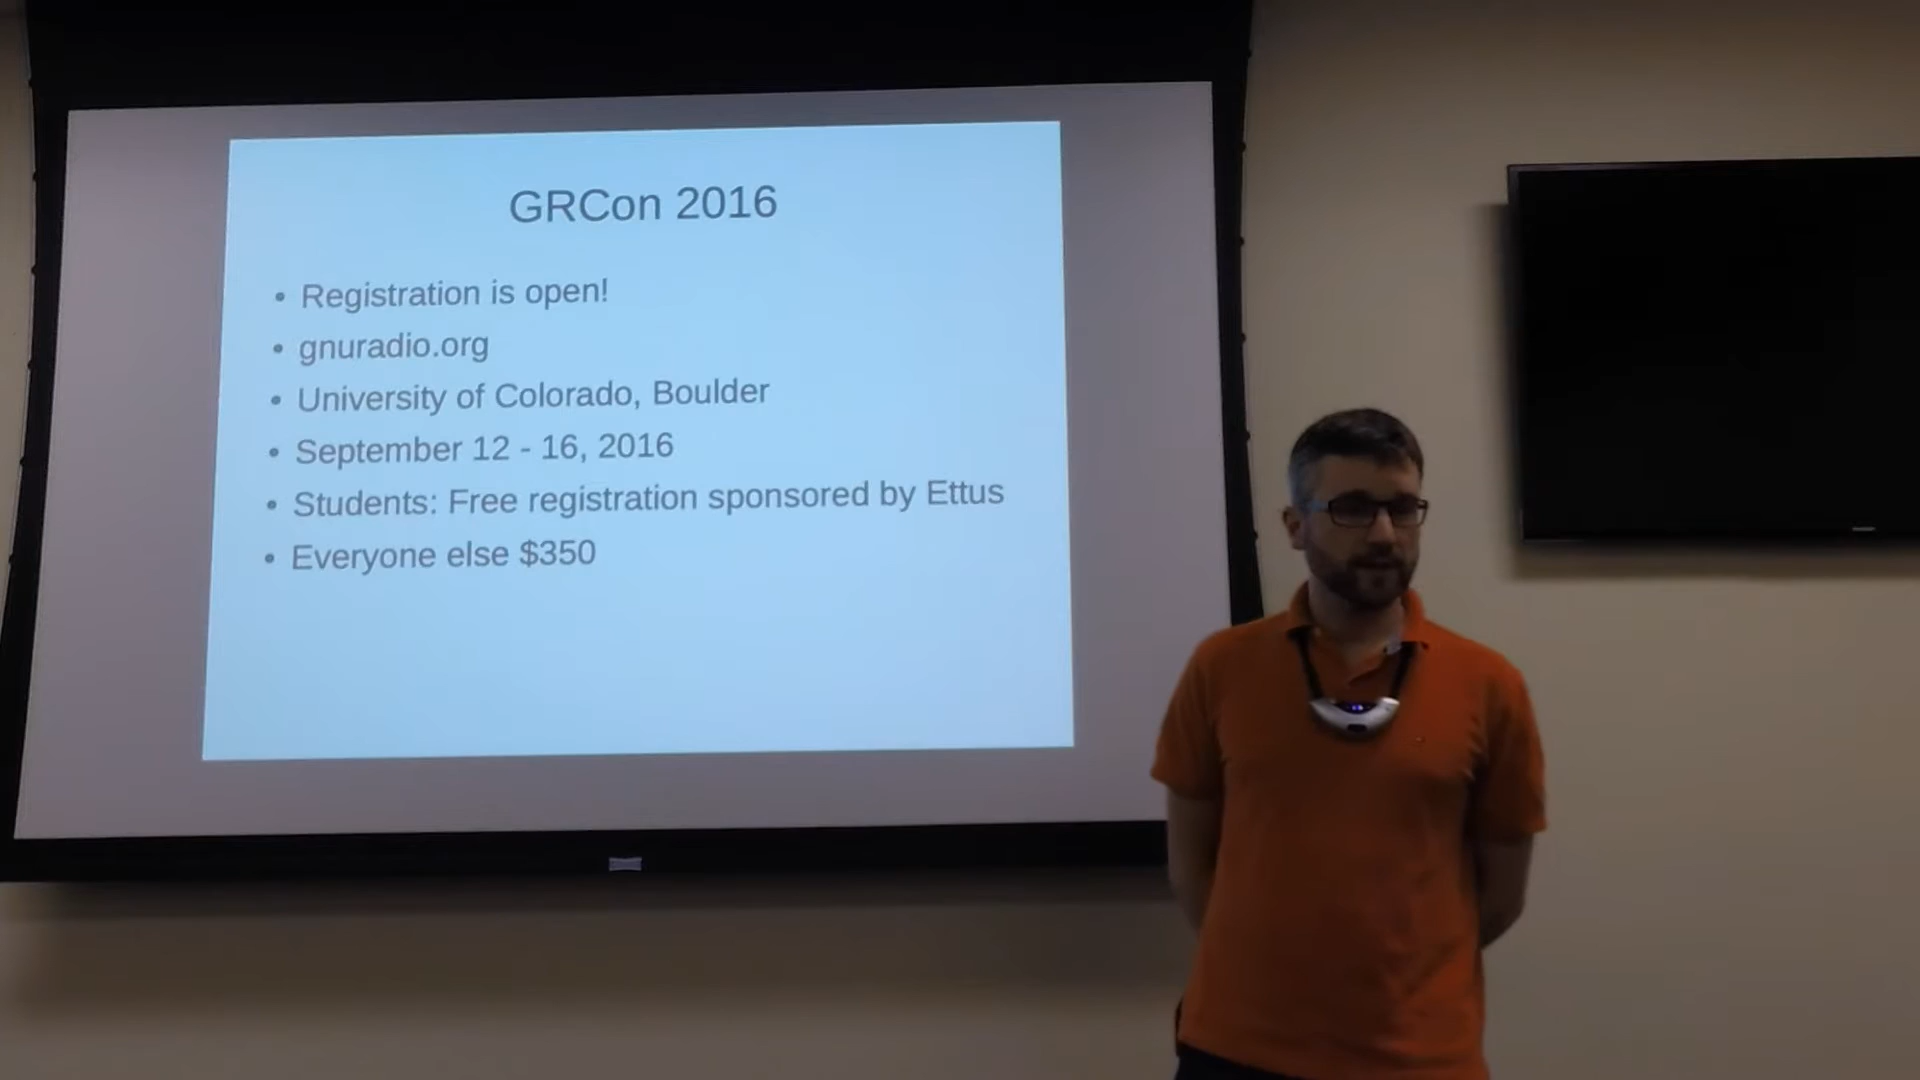 GRCon 2016
• Registration is open!
• gnuradio.org
• University of Colorado, Boulder
• September 12 - 16, 2016
• Students: Free registration sponsored by Ettus
• Everyone else $350